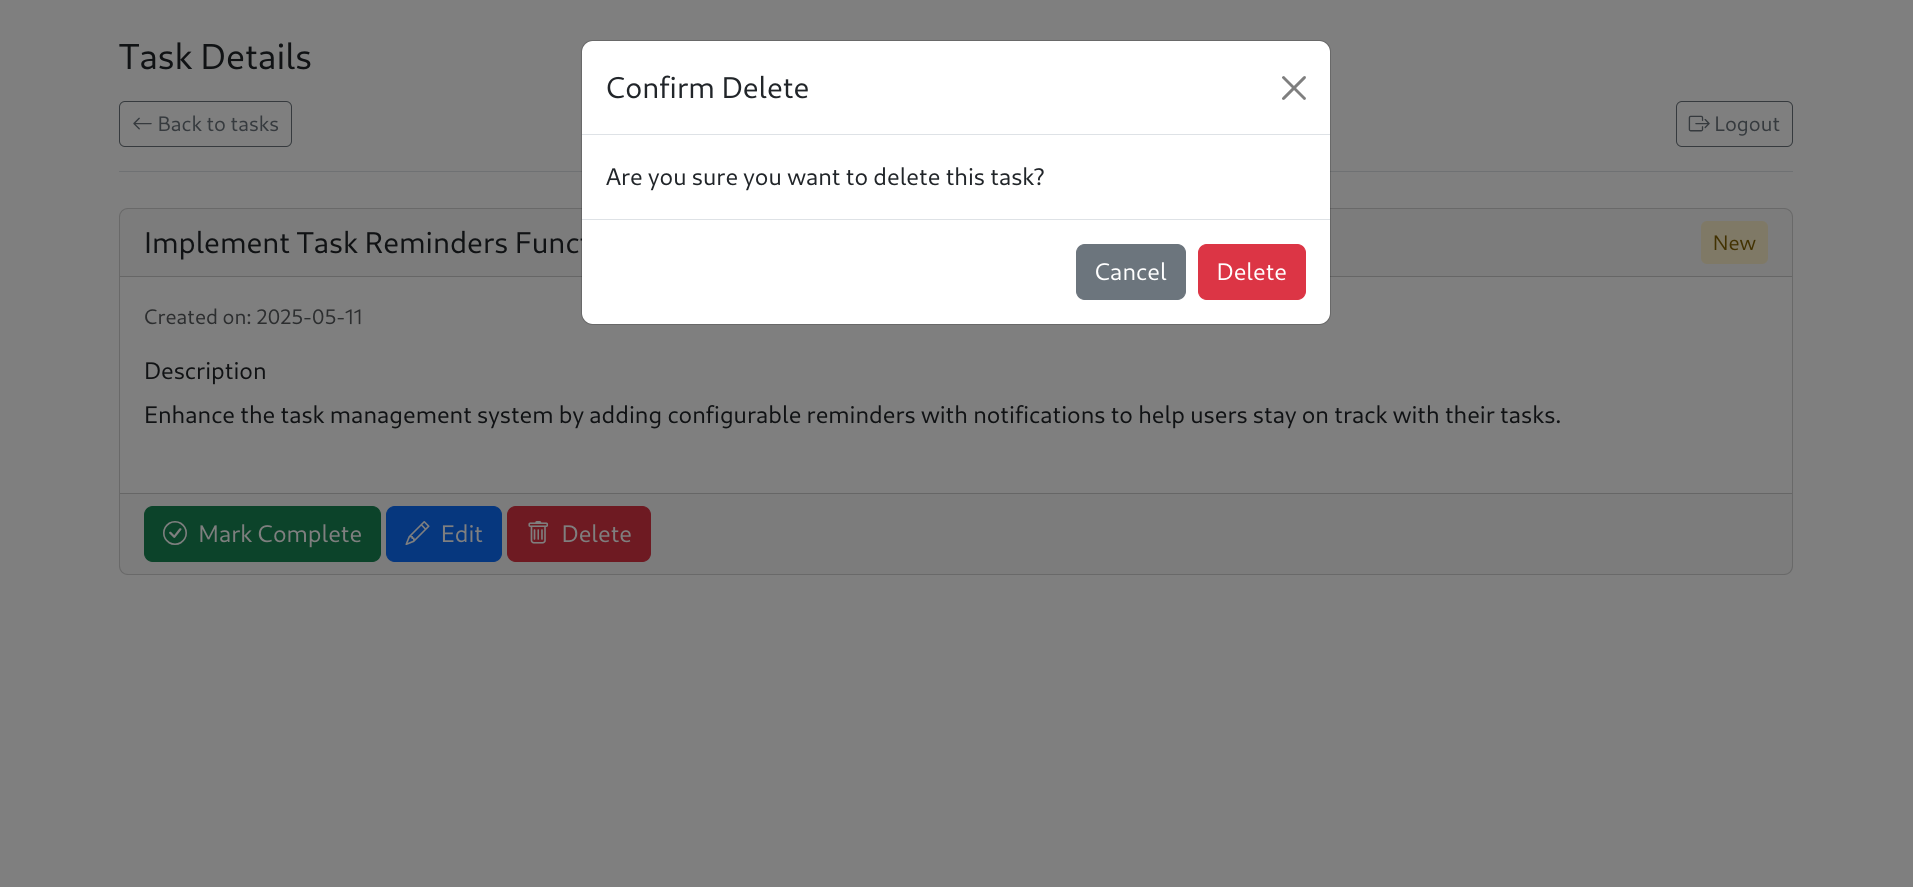 Task Details
Back to tasks
Logout
Confirm Delete
Are you sure you want to delete this task?
Cancel Delete
Implement Task Reminders
New
Created on: 2025-05-11
Description
Enhance the task management system by adding configurable reminders with notifications to help users stay on track with their tasks.
Mark Complete Edit Delete